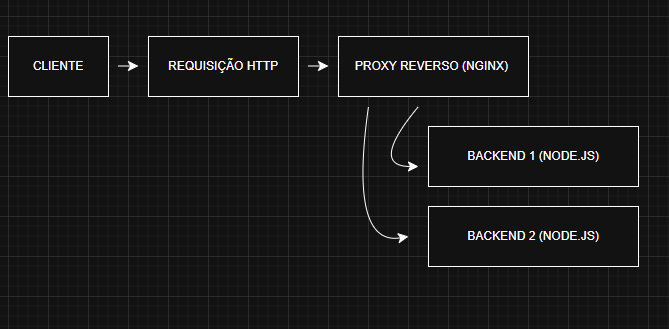 CLIENTE
REQUISIÇÃO HTTP
PROXY REVERSO (NGINX)
BACKEND 1 (NODE.JS)
BACKEND 2 (NODE.JS)